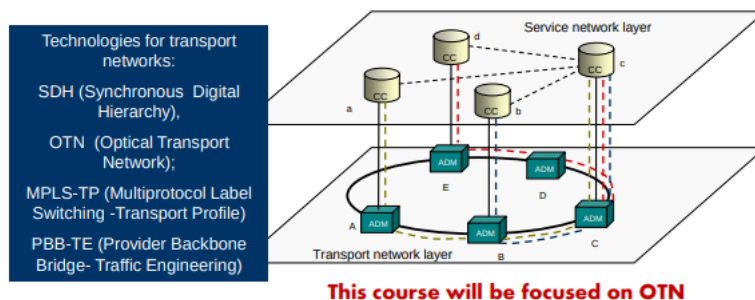 Technologies for transport
networks:
SDH (Synchronous Digital
Hierarchy),
OTN (Optical Transport
Network);
MPLS-TP (Multiprotocol Label
Switching -Transport Profile)
PBB-TE (Provider Backbone
Bridge- Traffic Engineering)
Service network layer
d
CC
CC
c
CC
a
CC
b
ADM
E
ADM
D
ADM
A
ADM
B
ADM
C
Transport network layer
This course will be focused on OTN